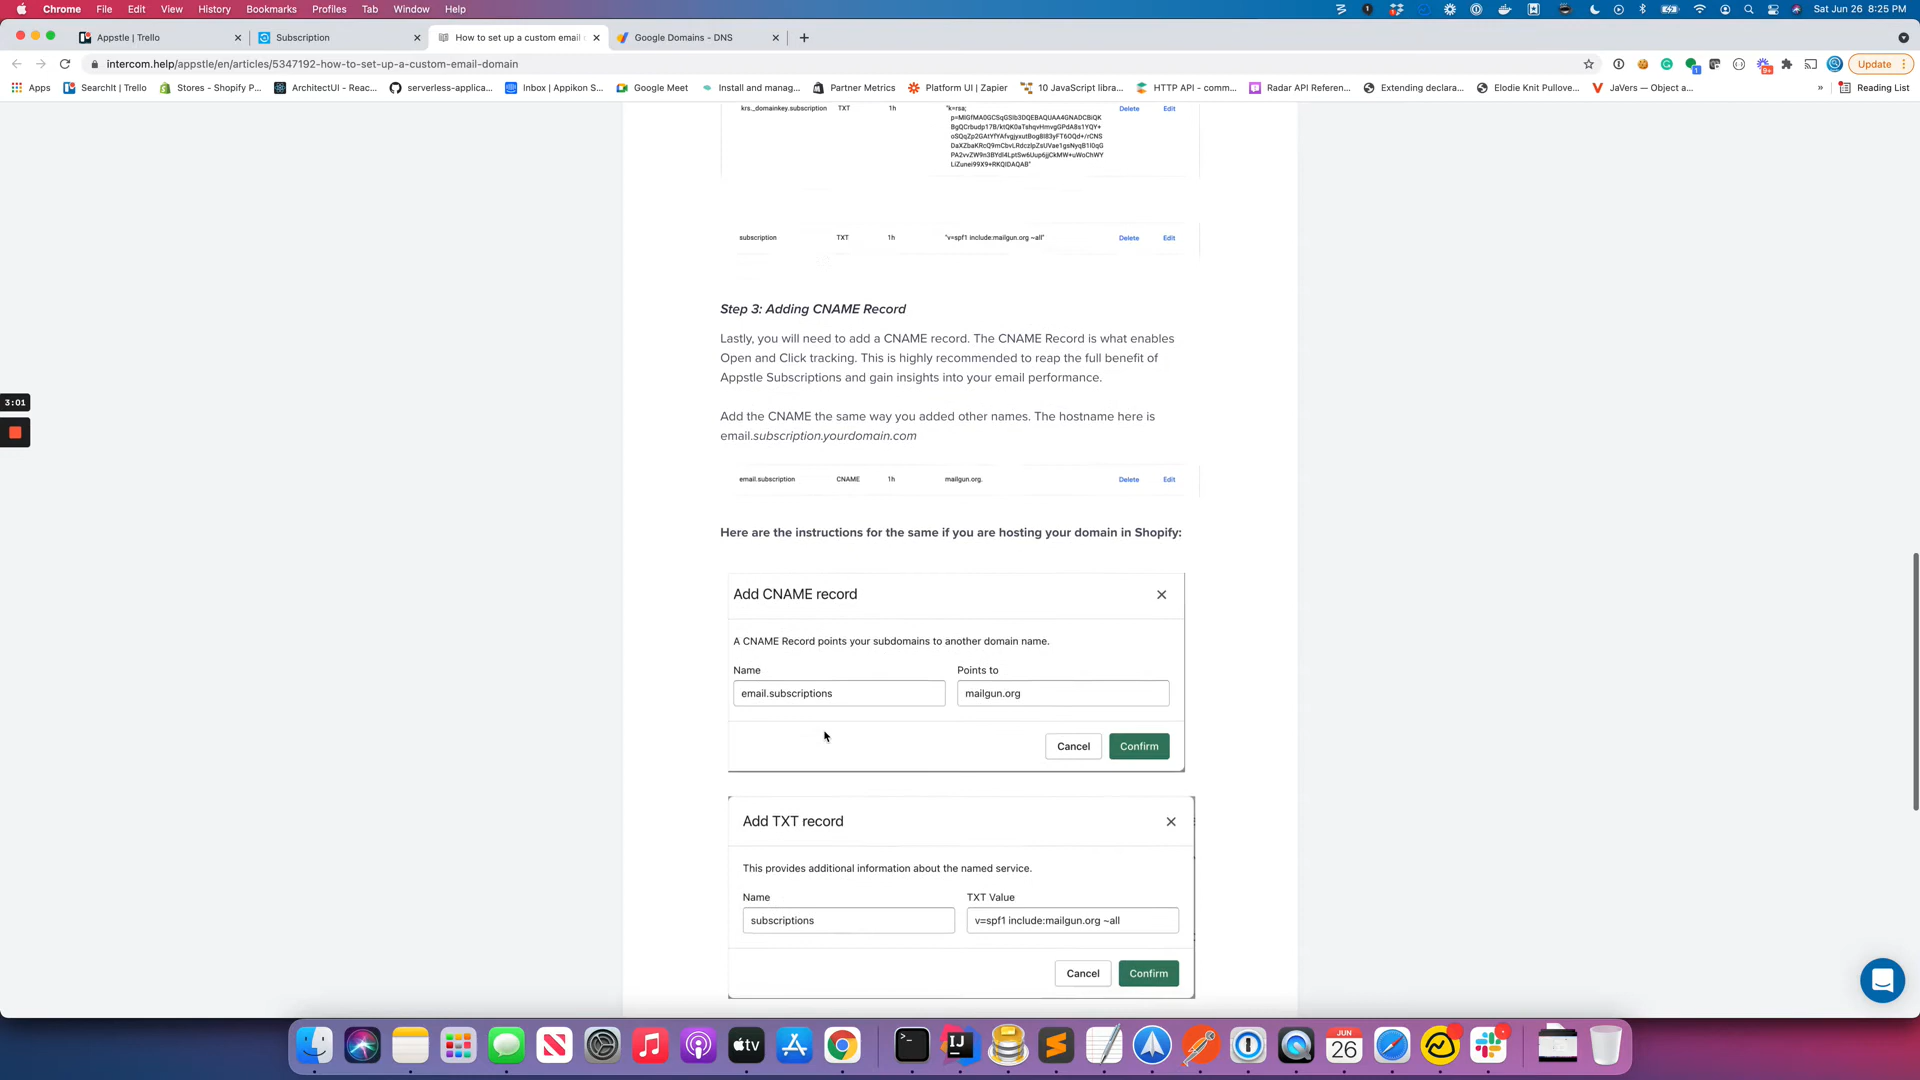 Chrome File Edit View History Bookmarks Profiles Tab Window Help
Sat Jun 26 8:25 PM
Appstle | Trello
Subscription
How to set up a custom email
Google Domains - DNS
intercom.help/appstle/en/articles/5347192-how-to-set-up-a-custom-email-domain
Update
Apps
SearchIt | Trello
Stores - Shopify P...
ArchitectUI - Reac...
serverless-applica...
Inbox | Appikon S...
Google Meet
Install and manag...
Partner Metrics
Platform UI | Zapier
10 JavaScript libra...
HTTP API - comm...
Radar API Referen...
Extending declara...
Elodie Knit Pullove...
JaVers — Object a...
»
Reading List
krs._domainkey.subscription TXT 1h "k=rsa; Delete Edit
subscription TXT 1h "v=spf1 include:mailgun.org ~all" Delete Edit
Step 3: Adding CNAME Record
Lastly, you will need to add a CNAME record. The CNAME Record is what enables
Open and Click tracking. This is highly recommended to reap the full benefit of
Appstle Subscriptions and gain insights into your email performance.
3:01
Add the CNAME the same way you added other names. The hostname here is
email.subscription.yourdomain.com
email.subscription CNAME 1h mailgun.org. Delete Edit
Here are the instructions for the same if you are hosting your domain in Shopify:
Add CNAME record
A CNAME Record points your subdomains to another domain name.
Name Points to
email.subscriptions mailgun.org
Cancel Confirm
Add TXT record
This provides additional information about the named service.
Name TXT Value
subscriptions v=spf1 include:mailgun.org ~all
Cancel Confirm
tv
IJ
JUN
26